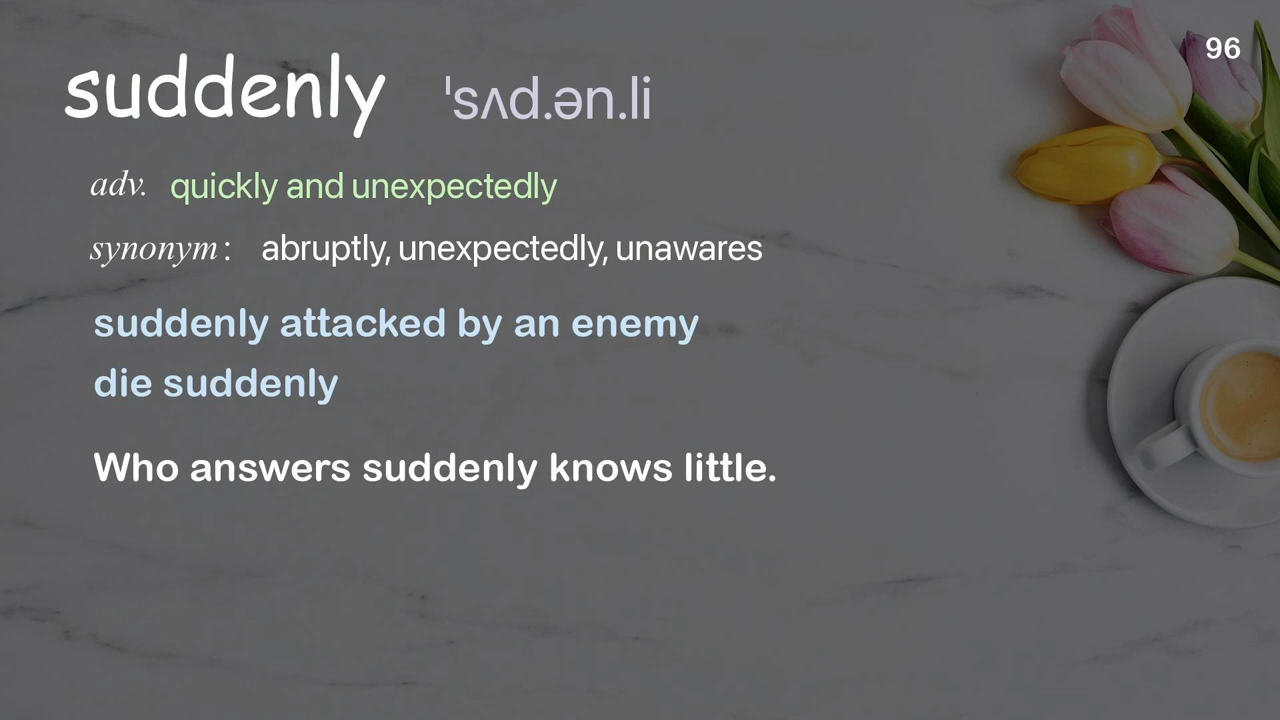 96
suddenly ˈsʌd.ən.li
adv. quickly and unexpectedly
synonym: abruptly, unexpectedly, unawares
suddenly attacked by an enemy
die suddenly
Who answers suddenly knows little.